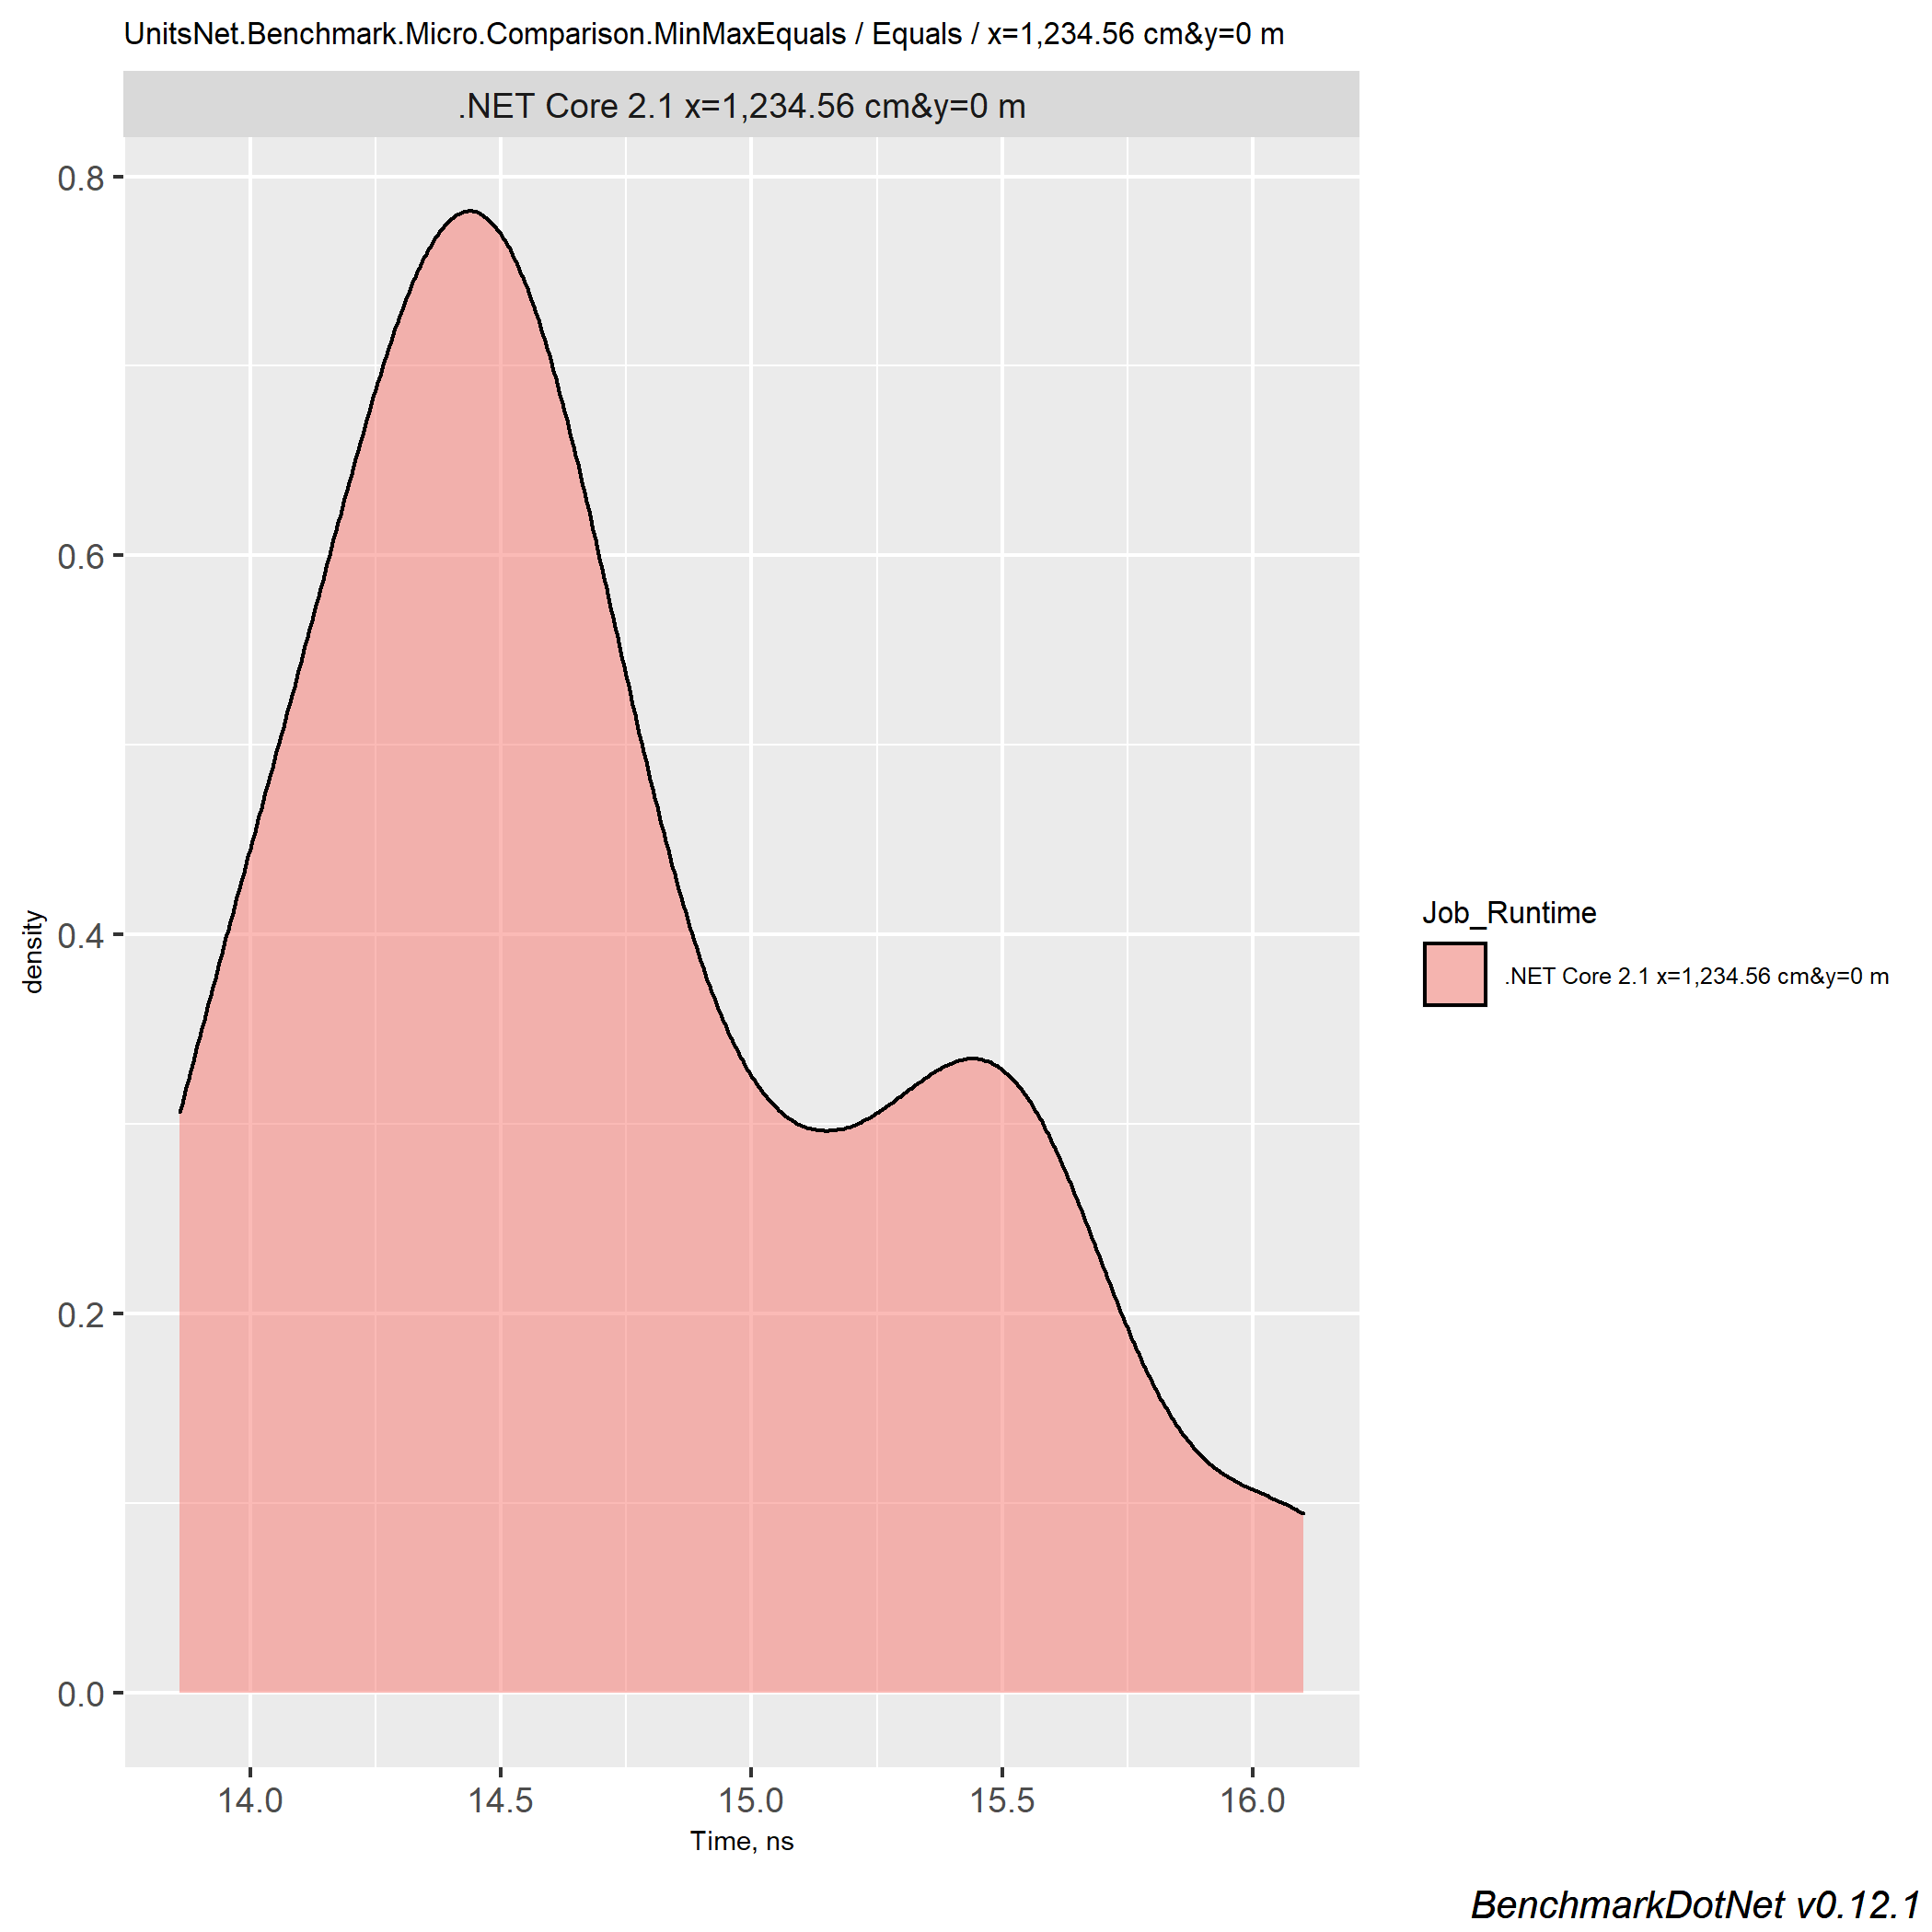 UnitsNet.Benchmark.Micro.Comparison.MinMaxEquals / Equals / x=1,234.56 cm&y=0 m
.NET Core 2.1 x=1,234.56 cm&y=0 m
0.8
0.6
0.4
0.2
0.0
density
14.0 14.5 15.0 15.5 16.0
Time, ns
Job_Runtime
.NET Core 2.1 x=1,234.56 cm&y=0 m
BenchmarkDotNet v0.12.1